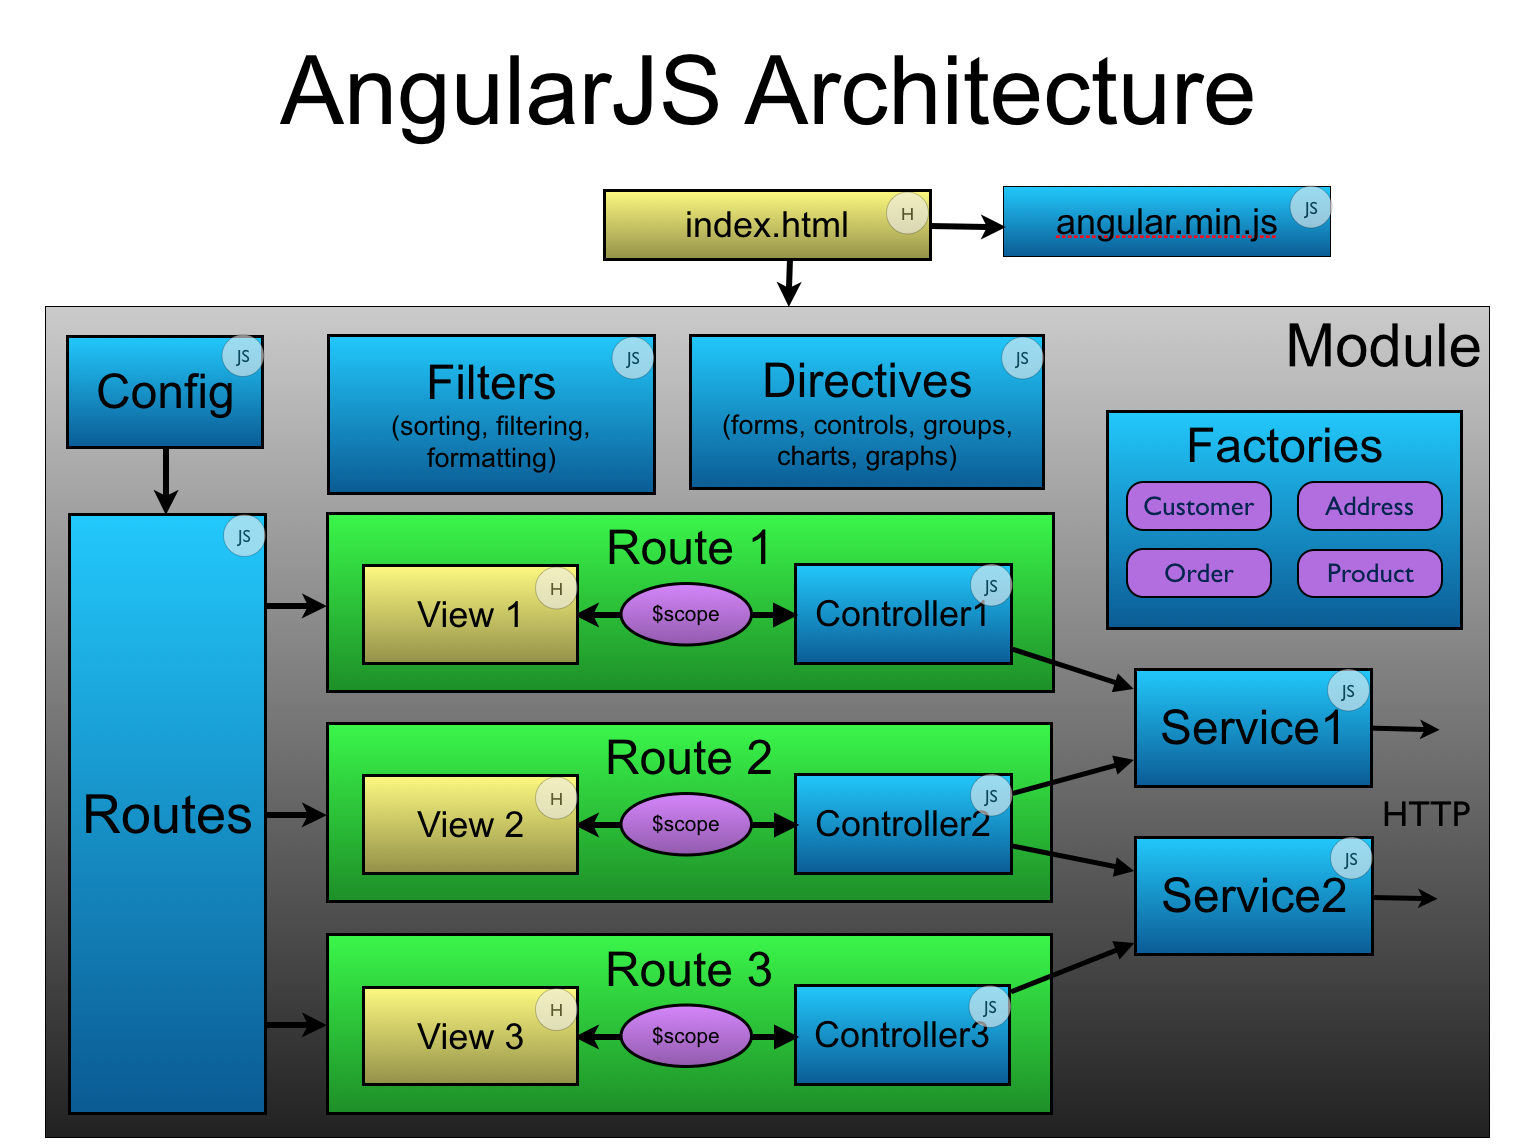 AngularJS Architecture
index.html
H
angular.min.js
JS
Module
Config
JS
Filters
JS
(sorting, filtering,
formatting)
Directives
JS
(forms, controls, groups,
charts, graphs)
Factories
Customer
Address
Order
Product
Routes
JS
Route 1
View 1
H
$scope
Controller1
JS
Service1
JS
Route 2
View 2
H
$scope
Controller2
JS
HTTP
Service2
JS
Route 3
View 3
H
$scope
Controller3
JS